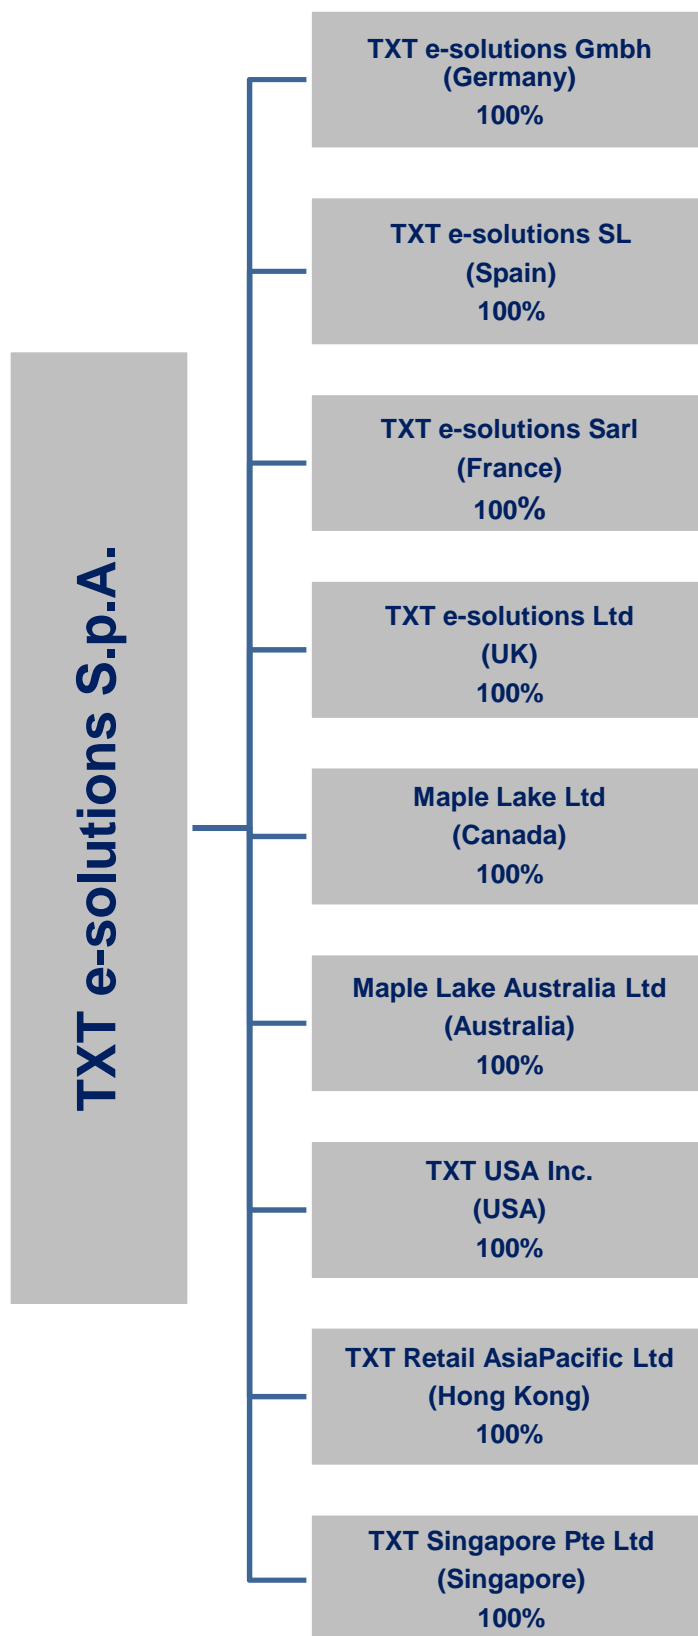 TXT e-solutions S.p.A.
TXT e-solutions Gmbh
(Germany)
100%
TXT e-solutions SL
(Spain)
100%
TXT e-solutions Sarl
(France)
100%
TXT e-solutions Ltd
(UK)
100%
Maple Lake Ltd
(Canada)
100%
Maple Lake Australia Ltd
(Australia)
100%
TXT USA Inc.
(USA)
100%
TXT Retail AsiaPacific Ltd
(Hong Kong)
100%
TXT Singapore Pte Ltd
(Singapore)
100%